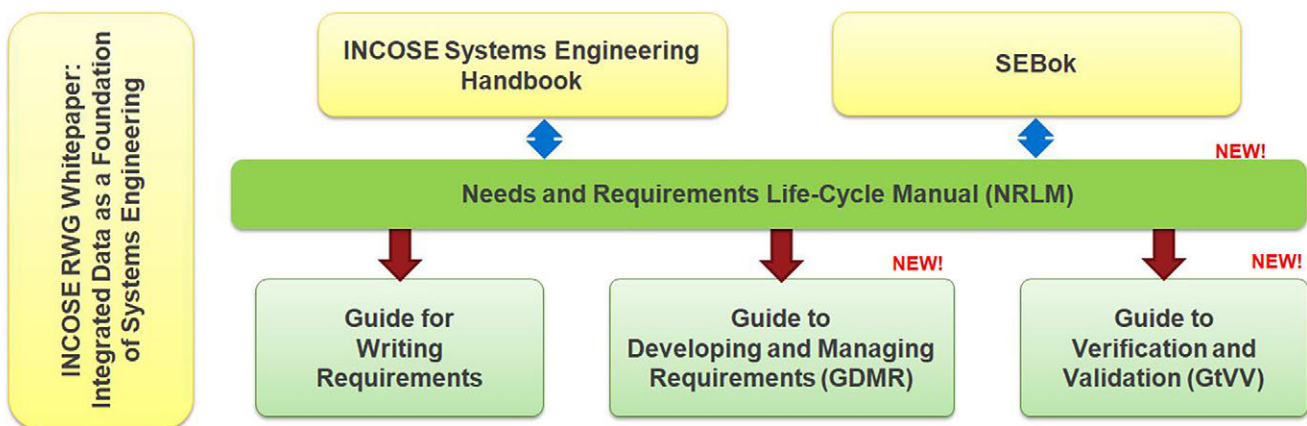 INCOSE RWG Whitepaper:
Integrated Data as a Foundation
of Systems Engineering
INCOSE Systems Engineering
Handbook
SEBok
NEW!
Needs and Requirements Life-Cycle Manual (NRLM)
NEW!
NEW!
Guide for
Writing
Requirements
Guide to
Developing and Managing
Requirements (GDMR)
Guide to
Verification and
Validation (GtVV)